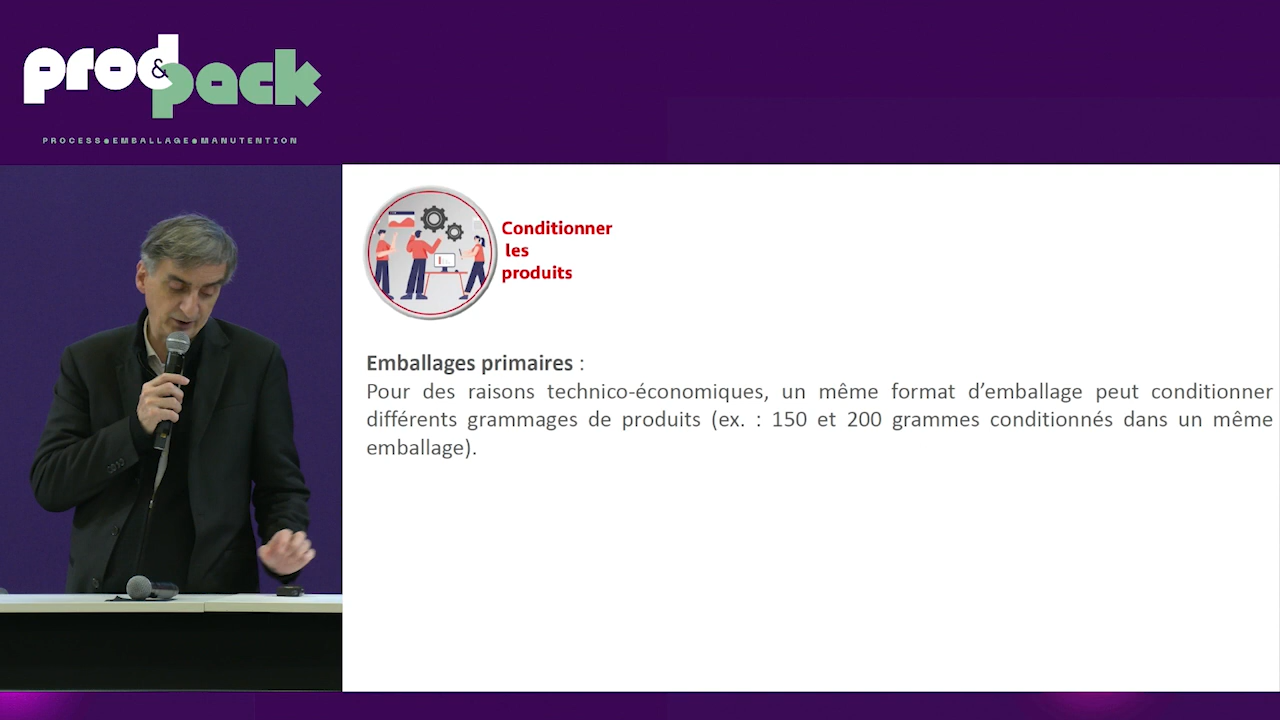 prod&pack
PROCESS●EMBALLAGE●MANUTENTION
Conditionner
les
produits
Emballages primaires :
Pour des raisons technico-économiques, un même format d’emballage peut conditionner
différents grammages de produits (ex. : 150 et 200 grammes conditionnés dans un même
emballage).